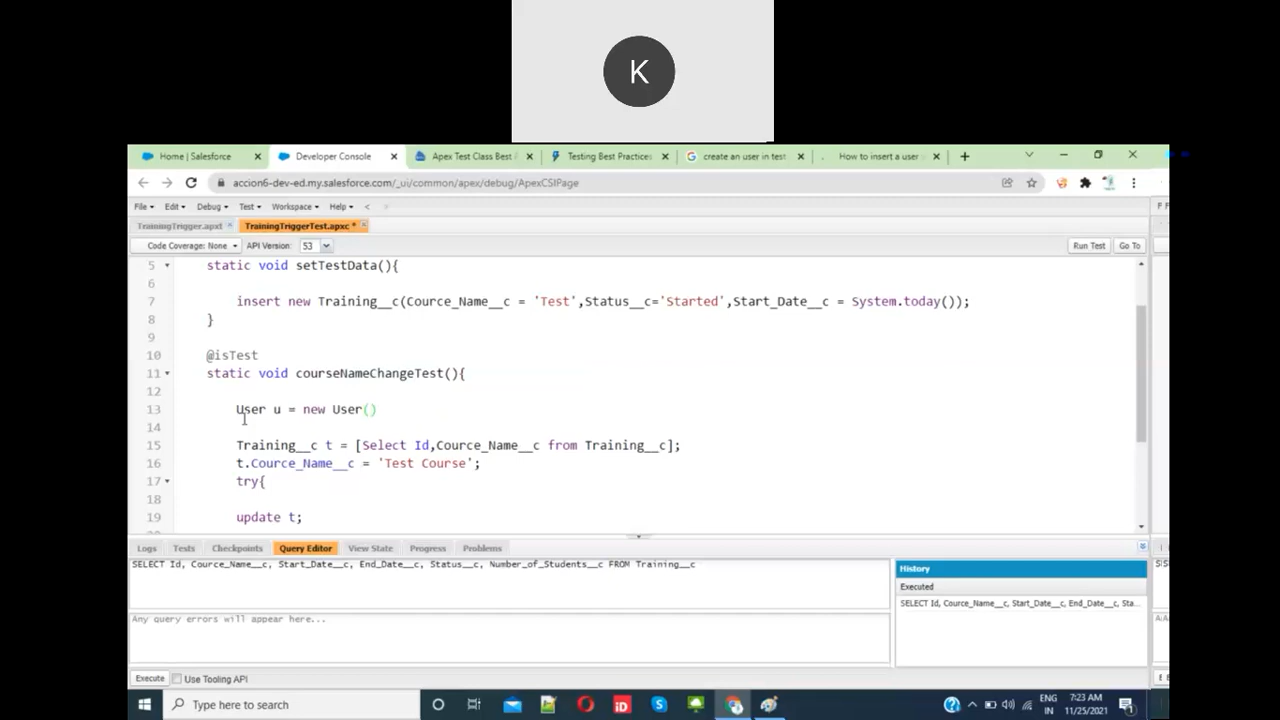 K
Home | Salesforce
Developer Console
Apex Test Class Best
Testing Best Practices
create an user in test
How to insert a user
accion6-dev-ed.my.salesforce.com/_ui/common/apex/debug/ApexCSIPage
File Edit Debug Test Workspace Help < >
TrainingTrigger.apxt TrainingTriggerTest.apxc *
Code Coverage: None API Version: 53 Run Test Go To
5 static void setTestData(){
6
7 insert new Training__c(Cource_Name__c = 'Test',Status__c='Started',Start_Date__c = System.today());
8 }
9
10 @isTest
11 static void courseNameChangeTest(){
12
13 User u = new User()
14
15 Training__c t = [Select Id,Cource_Name__c from Training__c];
16 t.Cource_Name__c = 'Test Course';
17 try{
18
19 update t;
Logs Tests Checkpoints Query Editor View State Progress Problems
SELECT Id, Cource_Name__c, Start_Date__c, End_Date__c, Status__c, Number_of_Students__c FROM Training__c
Any query errors will appear here...
History
Executed
SELECT Id, Cource_Name__c, Start_Date__c, End_Date__c, Sta...
Execute Use Tooling API
Type here to search
ENG
IN
7:23 AM
11/25/2021